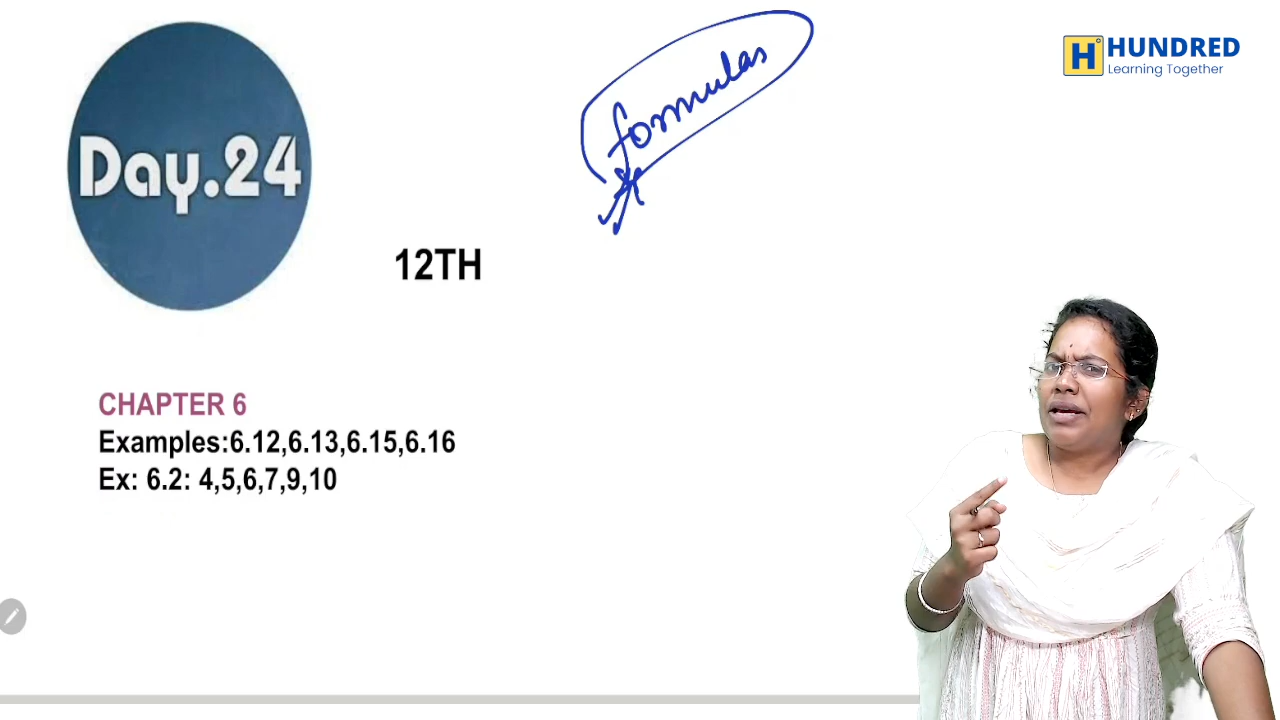 formulas
H° HUNDRED
Learning Together
Day.24
12TH
CHAPTER 6
Examples:6.12,6.13,6.15,6.16
Ex: 6.2: 4,5,6,7,9,10